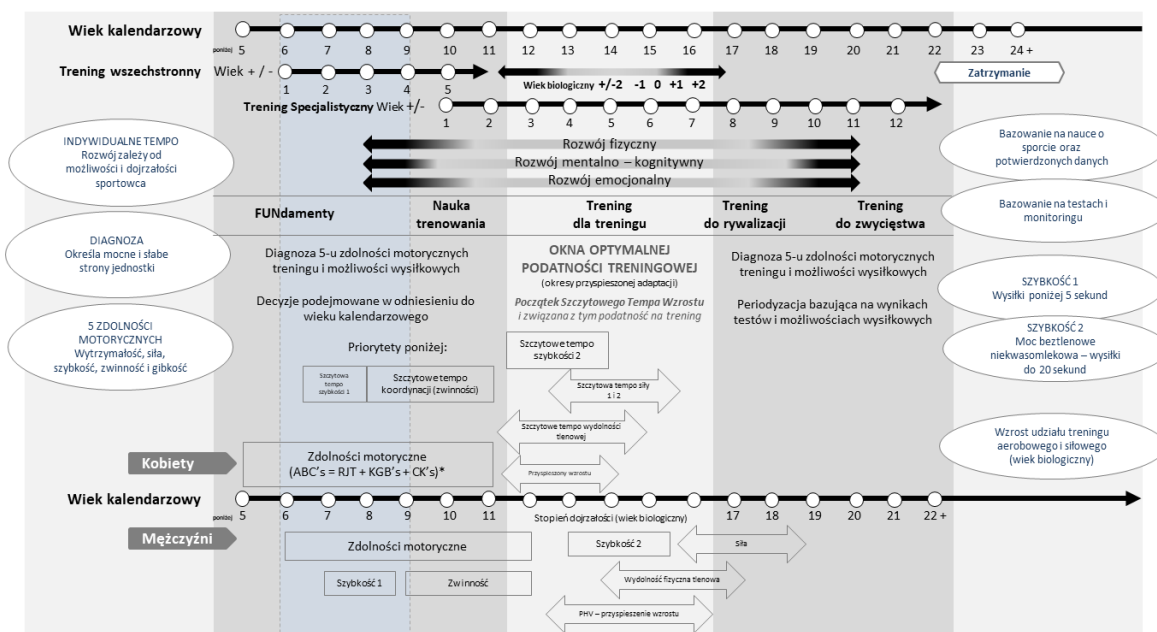 Wiek kalendarzowy
poniżej 5 6 7 8 9 10 11 12 13 14 15 16 17 18 19 20 21 22 23 24 +
Trening wszechstronny Wiek + / -
1 2 3 4 5
Wiek biologiczny +/-2 -1 0 +1 +2
Zatrzymanie
Trening Specjalistyczny Wiek +/-
1 2 3 4 5 6 7 8 9 10 11 12
Rozwój fizyczny
Rozwój mentalno – kognitywny
Rozwój emocjonalny
INDYWIDUALNE TEMPO
Rozwój zależy od
możliwości i dojrzałości
sportowca
Bazowanie na nauce o
sporcie oraz
potwierdzonych danych
FUNdamenty
Nauka
trenowania
Trening
dla treningu
Trening
do rywalizacji
Trening
do zwycięstwa
Bazowanie na testach i
monitoringu
DIAGNOZA
Określa mocne i słabe
strony jednostki
Diagnoza 5-u zdolności motorycznych
treningu i możliwości wysiłkowych
Decyzje podejmowane w odniesieniu do
wieku kalendarzowego
Priorytety poniżej:
OKNA OPTYMALNEJ
PODATNOŚCI TRENINGOWEJ
(okresy przyspieszonej adaptacji)
Początek Szczytowego Tempa Wzrostu
i związana z tym podatność na trening
Diagnoza 5-u zdolności motorycznych
treningu i możliwości wysiłkowych
Periodyzacja bazująca na wynikach
testów i możliwościach wysiłkowych
SZYBKOŚĆ 1
Wysiłki poniżej 5 sekund
SZYBKOŚĆ 2
Moc beztlenowe
niekwasomlekowa – wysiłki
do 20 sekund
5 ZDOLNOŚCI
MOTORYCZNYCH
Wytrzymałość, siła,
szybkość, zwinność i gibkość
Szczytowa
tempo
szybkości 1
Szczytowe tempo
koordynacji (zwinności)
Szczytowe tempo
szybkości 2
Szczytowa tempo siły
1 i 2
Szczytowe tempo wydolności
tlenowej
Przyspieszony wzrostu
Wzrost udziału treningu
aerobowego i siłowego
(wiek biologiczny)
Kobiety
Zdolności motoryczne
(ABC's = RJT + KGB's + CK's)*
Wiek kalendarzowy
poniżej 5 6 7 8 9 10 11 Stopień dojrzałości (wiek biologiczny) 17 18 19 20 21 22 +
Mężczyźni
Zdolności motoryczne
Szybkość 2
Siła
Szybkość 1
Zwinność
Wydolność fizyczna tlenowa
PHV – przyspieszenie wzrostu